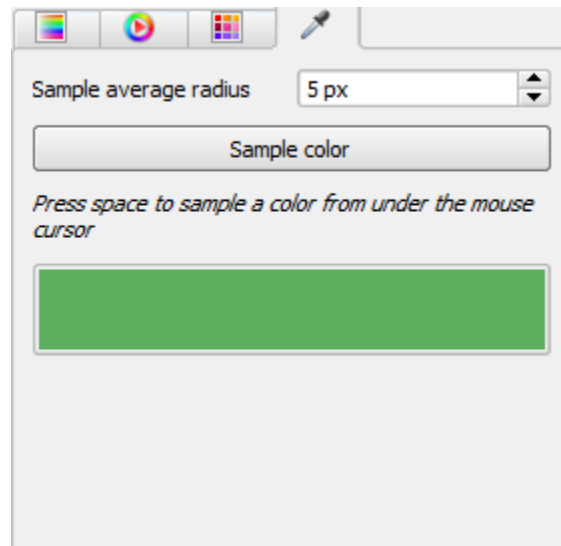 Sample average radius 5 px
Sample color
Press space to sample a color from under the mouse
cursor